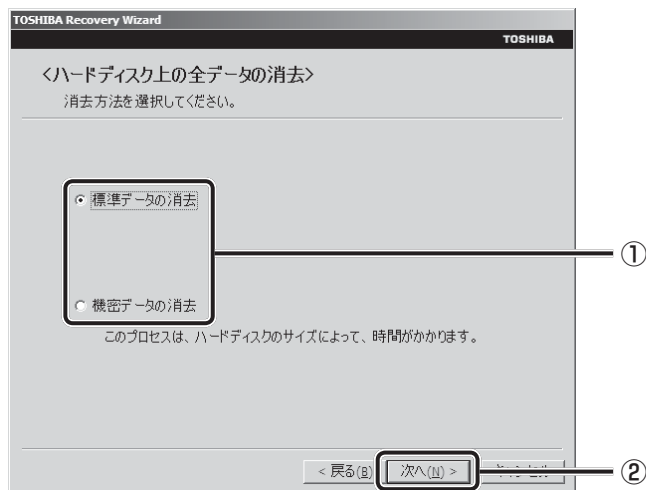 TOSHIBA Recovery Wizard
TOSHIBA
<ハードディスク上の全データの消去>
消去方法を選択してください。
標準データの消去
①
機密データの消去
このプロセスは、ハードディスクのサイズによって、時間がかかります。
< 戻る(B) 次へ(N) >
②